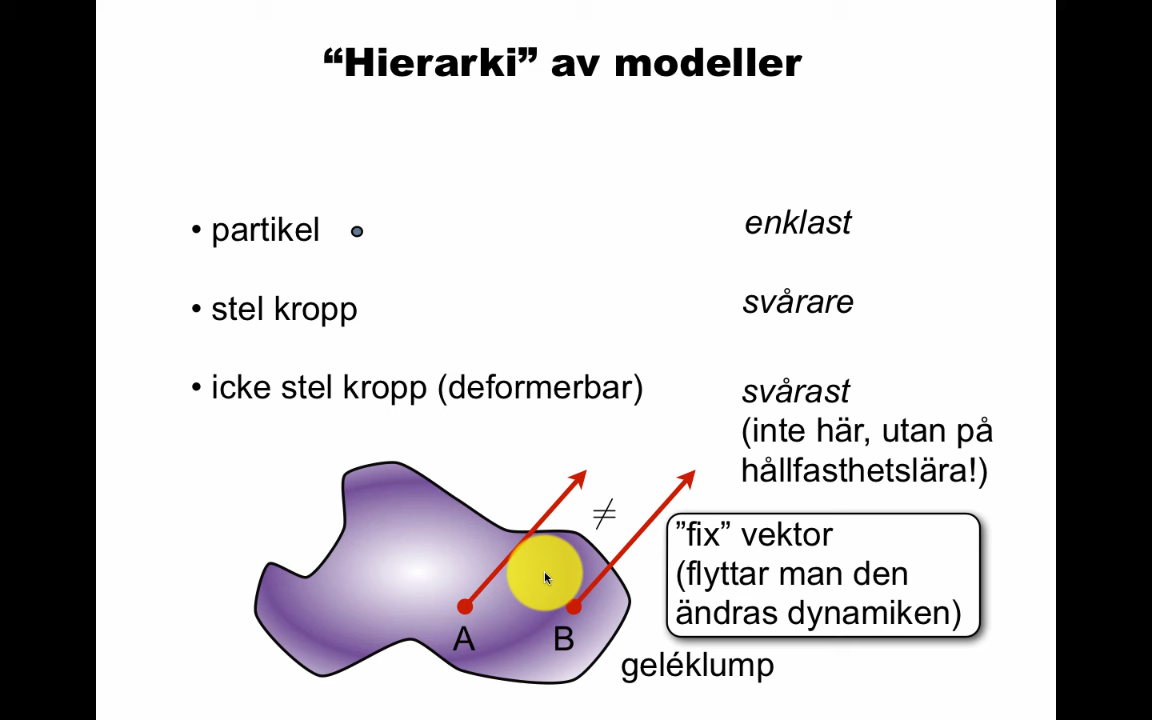 “Hierarki” av modeller
• partikel
enklast
• stel kropp
svårare
• icke stel kropp (deformerbar)
svårast
(inte här, utan på
hållfasthetslära!)
≠
”fix” vektor
(flyttar man den
ändras dynamiken)
A
B
geléklump